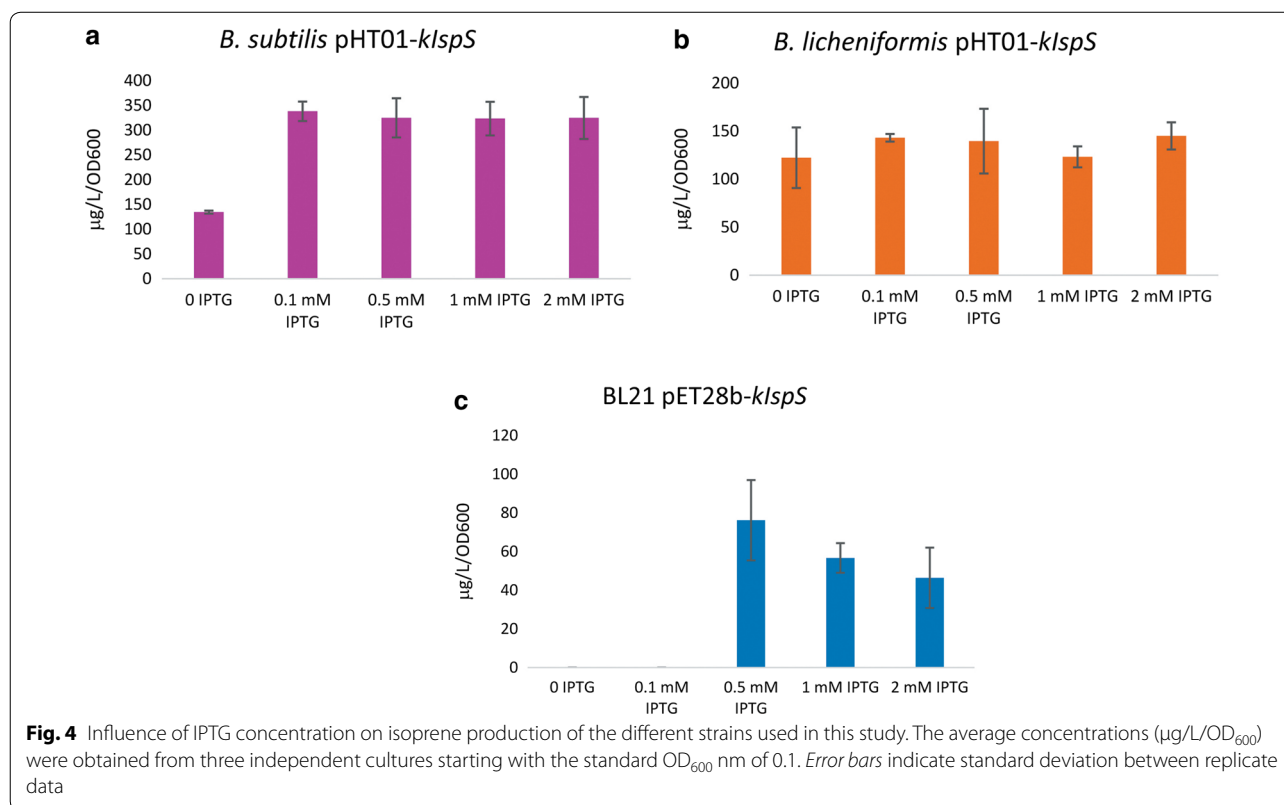 a
B. subtilis pHT01-kIspS
μg/L/OD600
400
350
300
250
200
150
100
50
0
0 IPTG
0.1 mM IPTG
0.5 mM IPTG
1 mM IPTG
2 mM IPTG
b
B. licheniformis pHT01-kIspS
μg/L/OD600
200
150
100
50
0
0 IPTG
0.1 mM IPTG
0.5 mM IPTG
1 mM IPTG
2 mM IPTG
c
BL21 pET28b-kIspS
μg/L/OD600
120
100
80
60
40
20
0
0 IPTG
0.1 mM IPTG
0.5 mM IPTG
1 mM IPTG
2 mM IPTG
Fig. 4 Influence of IPTG concentration on isoprene production of the different strains used in this study. The average concentrations (μg/L/OD600)
were obtained from three independent cultures starting with the standard OD600 nm of 0.1. Error bars indicate standard deviation between replicate
data